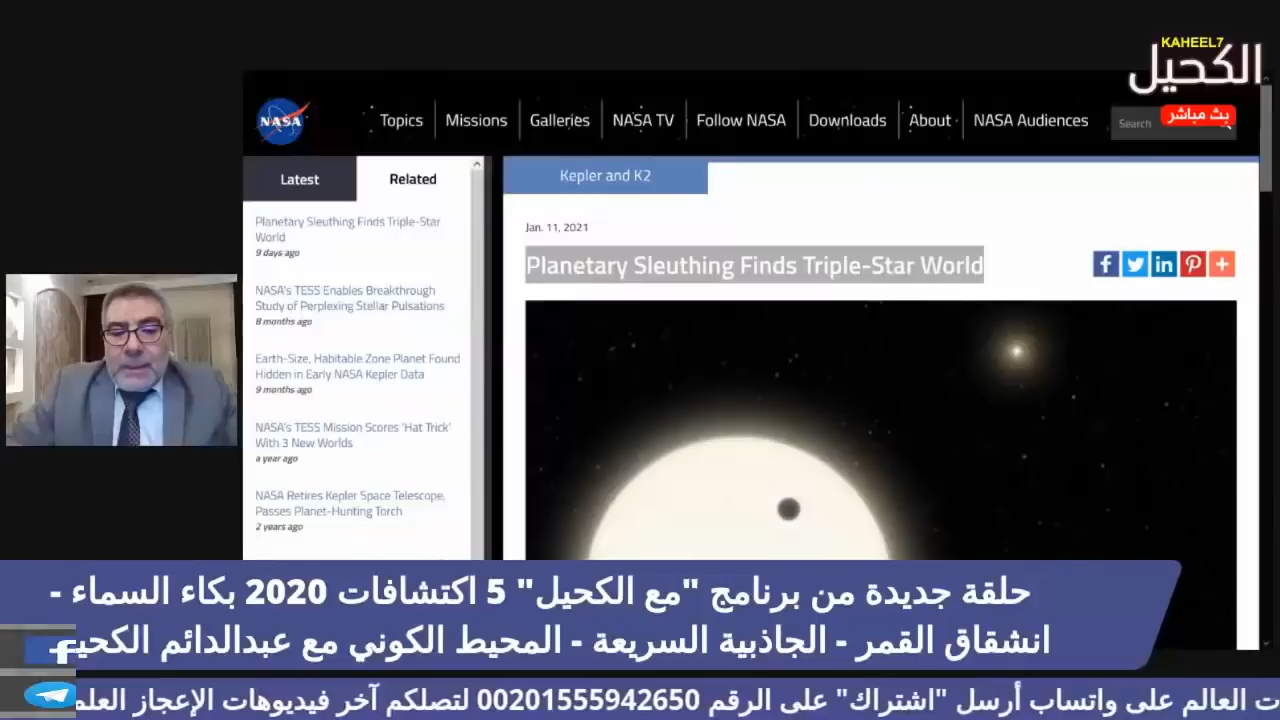 KAHEEL7
الكحيل
بث مباشر
NASA
Topics
Missions
Galleries
NASA TV
Follow NASA
Downloads
About
NASA Audiences
Search
Latest
Related
Planetary Sleuthing Finds Triple-Star
World
9 days ago
NASA's TESS Enables Breakthrough
Study of Perplexing Stellar Pulsations
8 months ago
Earth-Size, Habitable Zone Planet Found
Hidden in Early NASA Kepler Data
9 months ago
NASA's TESS Mission Scores 'Hat Trick'
With 3 New Worlds
a year ago
NASA Retires Kepler Space Telescope,
Passes Planet-Hunting Torch
2 years ago
Kepler and K2
Jan. 11, 2021
Planetary Sleuthing Finds Triple-Star World
حلقة جديدة من برنامج "مع الكحيل" 5 اكتشافات 2020 بكاء السماء -
انشقاق القمر - الجاذبية السريعة - المحيط الكوني مع عبدالدائم
العالم على واتساب أرسل "اشتراك" على الرقم 00201555942650 لتصلكم آخر فيديوهات الإعجاز